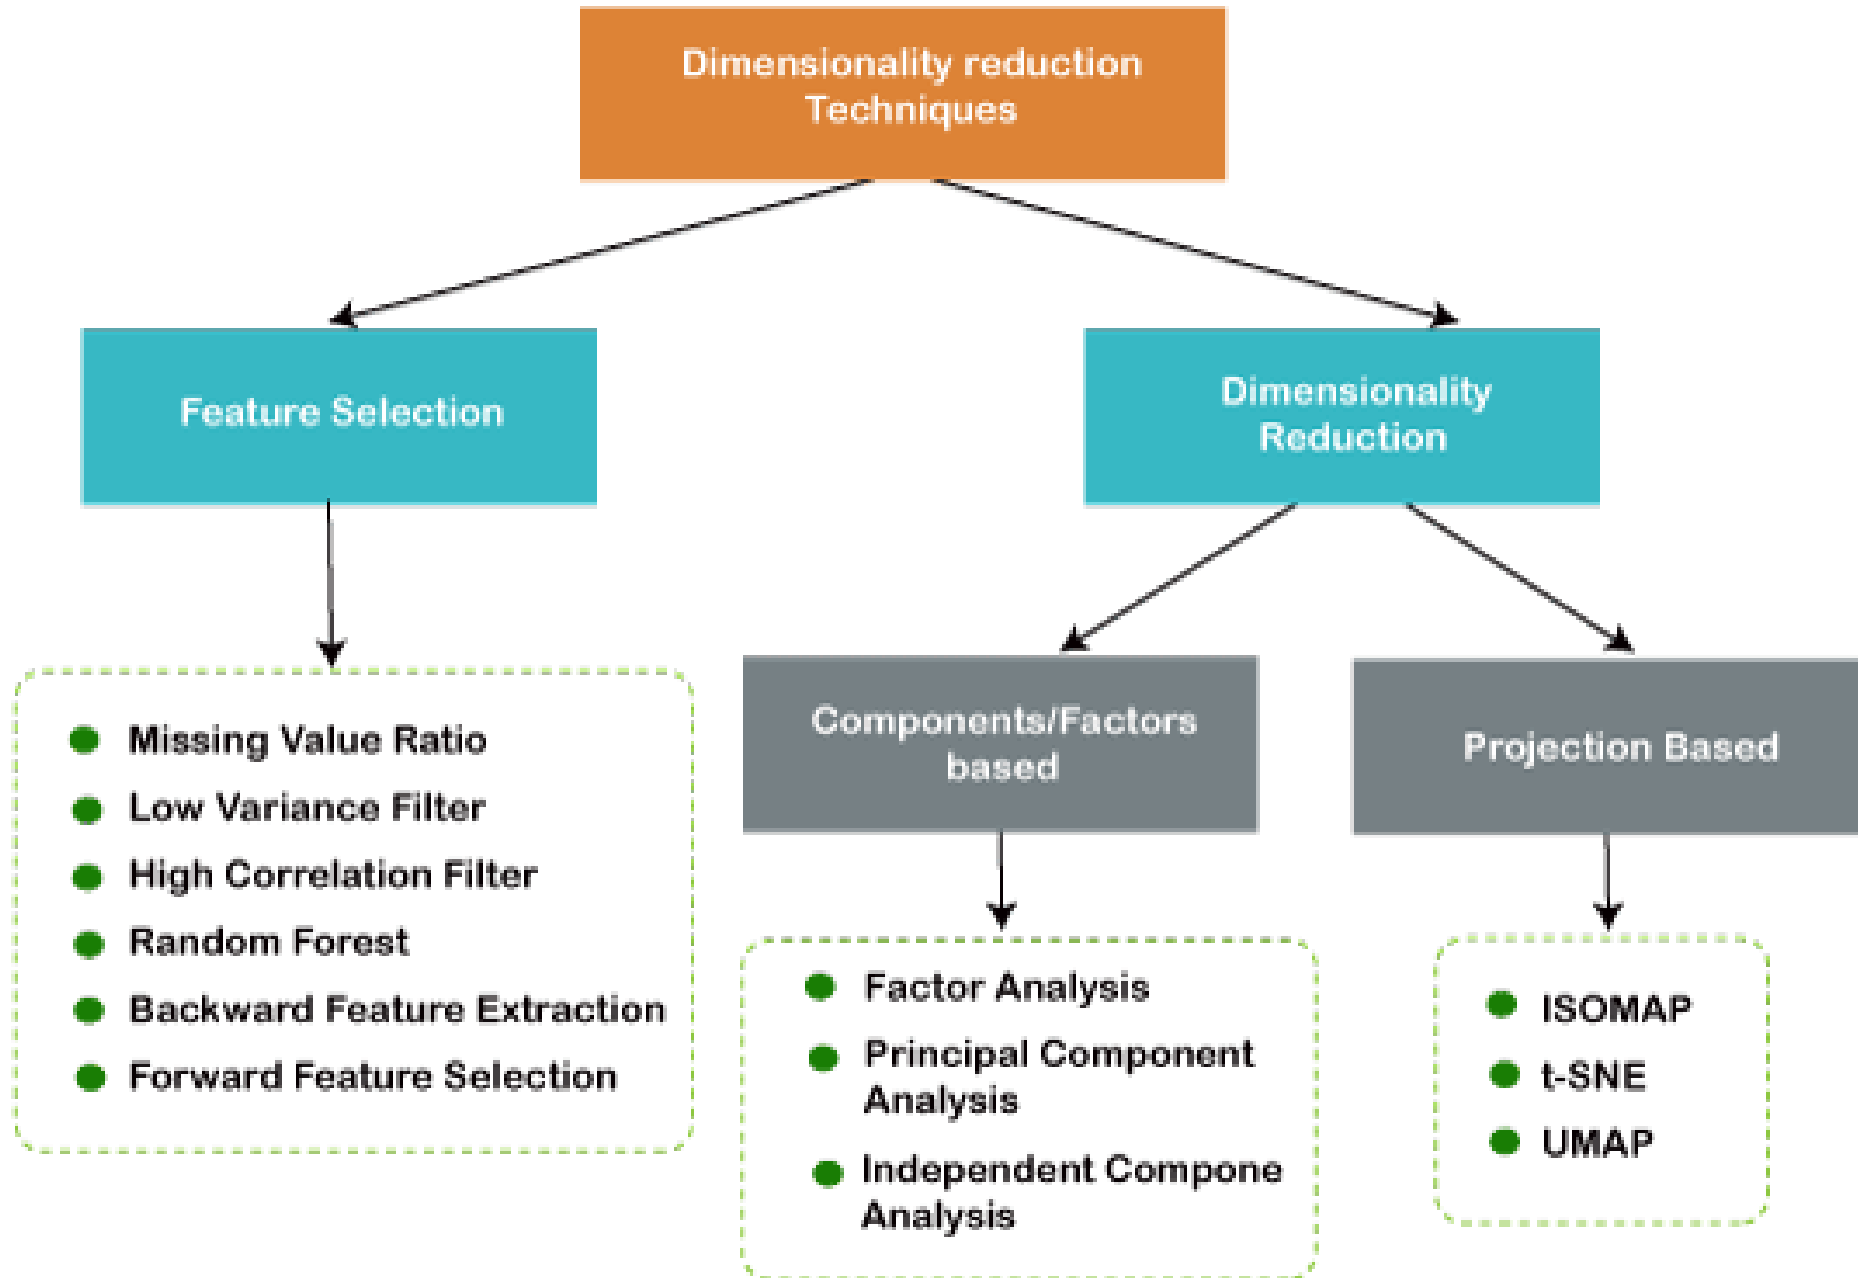 Dimensionality reduction
Techniques
Feature Selection
Dimensionality
Reduction
Missing Value Ratio
Low Variance Filter
High Correlation Filter
Random Forest
Backward Feature Extraction
Forward Feature Selection
Components/Factors
based
Factor Analysis
Principal Component
Analysis
Independent Compone
Analysis
Projection Based
ISOMAP
t-SNE
UMAP